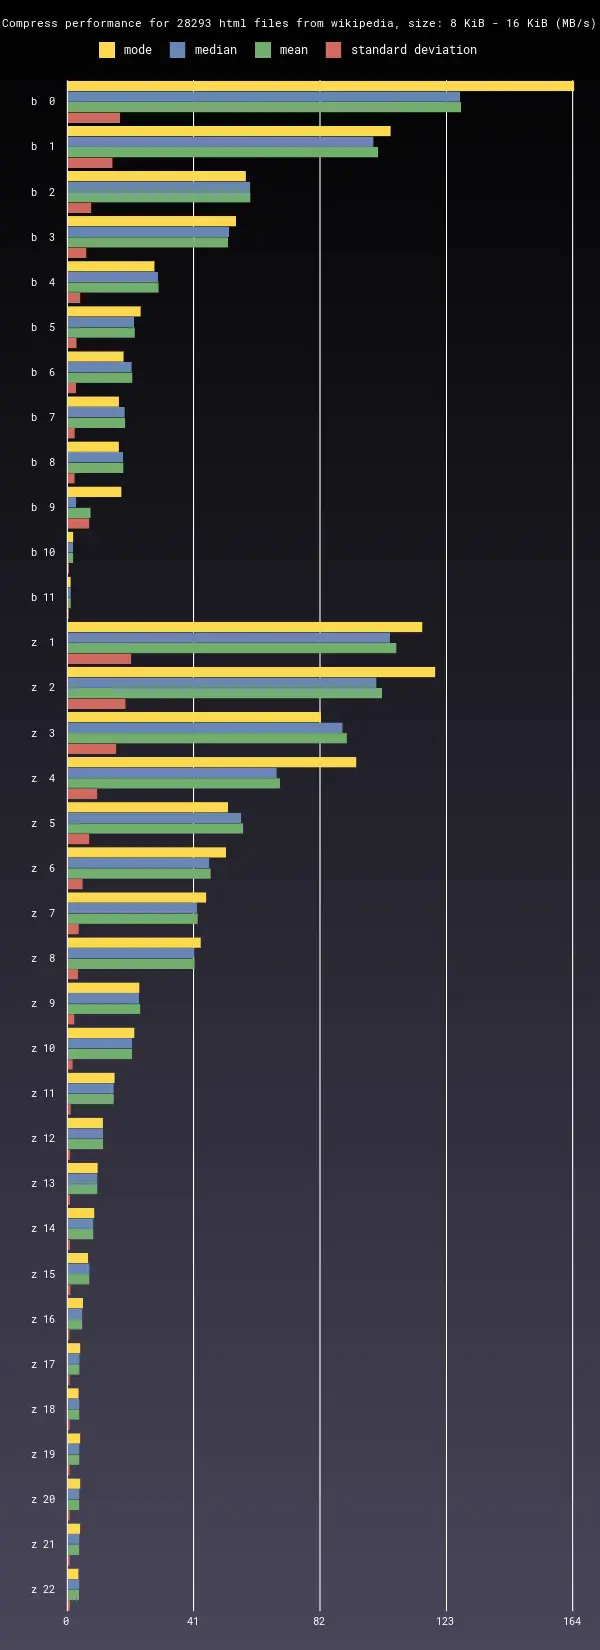 Compress performance for 28293 html files from wikipedia, size: 8 KiB - 16 KiB (MB/s)
mode median mean standard deviation
b 0
b 1
b 2
b 3
b 4
b 5
b 6
b 7
b 8
b 9
b 10
b 11
z 1
z 2
z 3
z 4
z 5
z 6
z 7
z 8
z 9
z 10
z 11
z 12
z 13
z 14
z 15
z 16
z 17
z 18
z 19
z 20
z 21
z 22
0 41 82 123 164